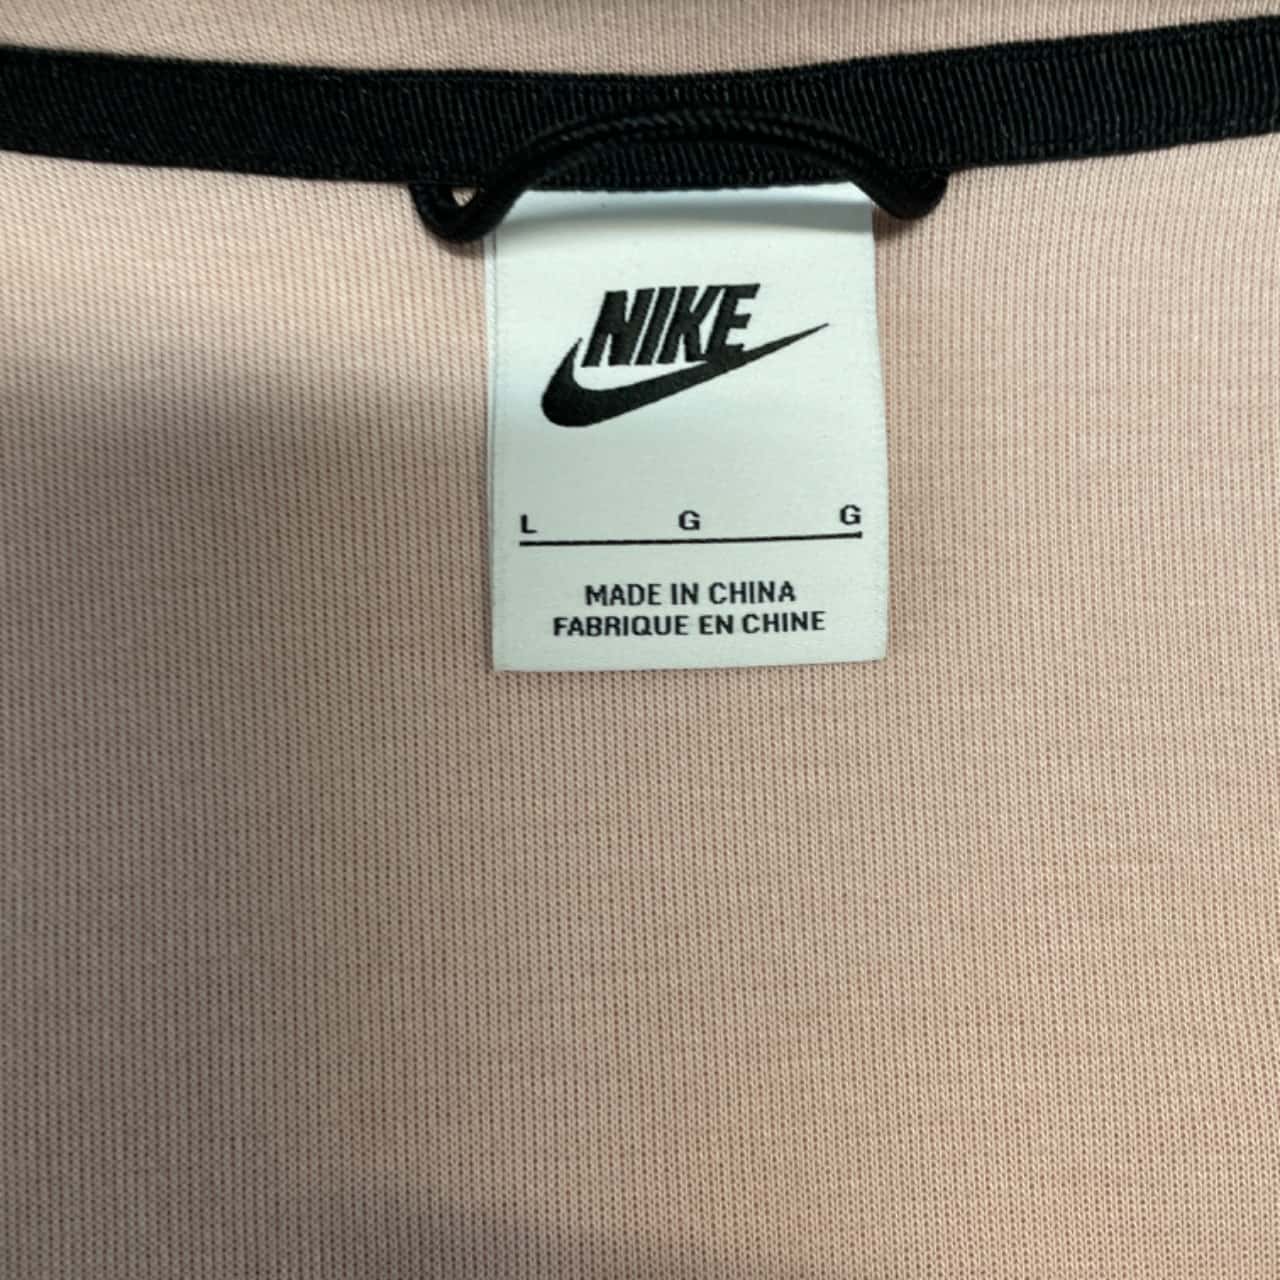 NIKE
L G G
MADE IN CHINA
FABRIQUE EN CHINE